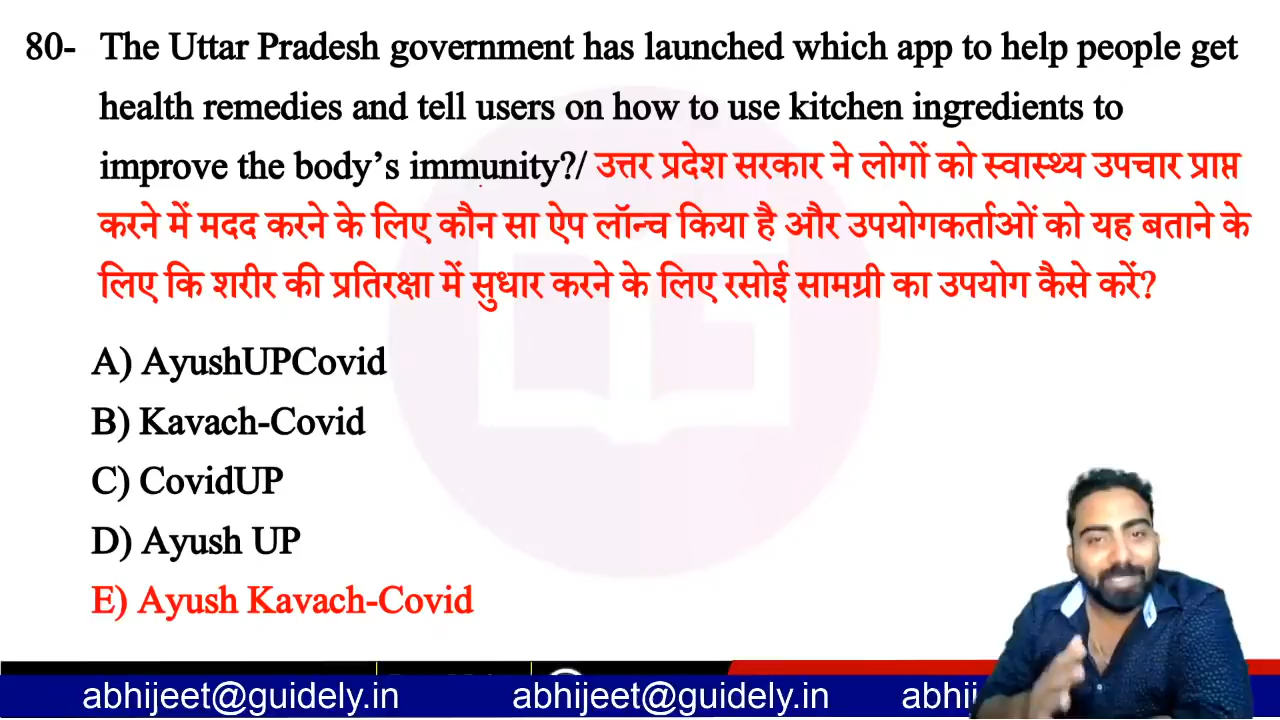 80- The Uttar Pradesh government has launched which app to help people get
health remedies and tell users on how to use kitchen ingredients to
improve the body’s immunity?/ उत्तर प्रदेश सरकार ने लोगों को स्वास्थ्य उपचार प्राप्त
करने में मदद करने के लिए कौन सा ऐप लॉन्च किया है और उपयोगकर्ताओं को यह बताने के
लिए कि शरीर की प्रतिरक्षा में सुधार करने के लिए रसोई सामग्री का उपयोग कैसे करें?
A) AyushUPCovid
B) Kavach-Covid
C) CovidUP
D) Ayush UP
E) Ayush Kavach-Covid
abhijeet@guidely.in abhijeet@guidely.in